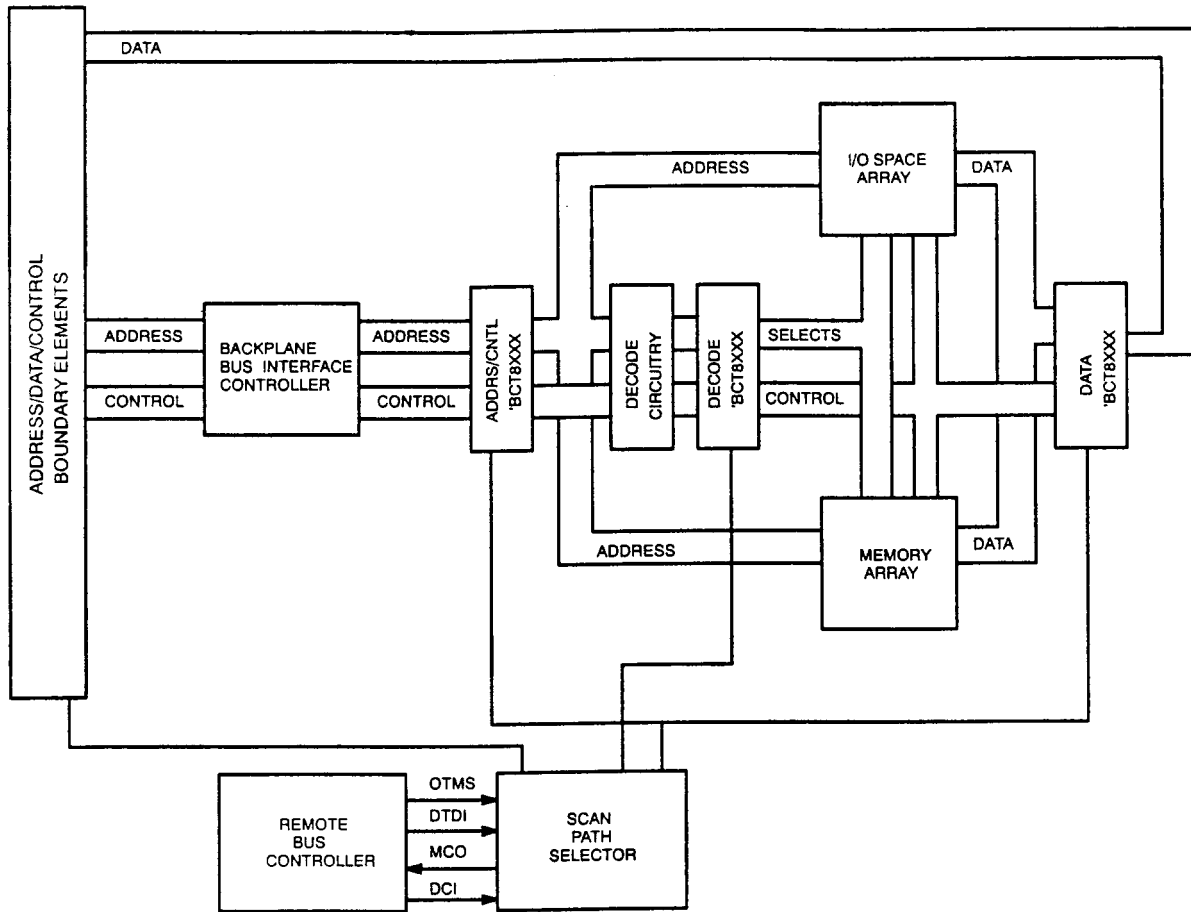 DATA
ADDRESS/DATA/CONTROL
BOUNDARY ELEMENTS
I/O SPACE
ARRAY
ADDRESS
DATA
ADDRESS
CONTROL
BACKPLANE
BUS INTERFACE
CONTROLLER
ADDRESS
CONTROL
ADDRS/CNTL
'BCT8XXX
DECODE
CIRCUITRY
DECODE
'BCT8XXX
SELECTS
CONTROL
DATA
'BCT8XXX
ADDRESS
MEMORY
ARRAY
DATA
REMOTE
BUS
CONTROLLER
OTMS
DTDI
MCO
DCI
SCAN
PATH
SELECTOR